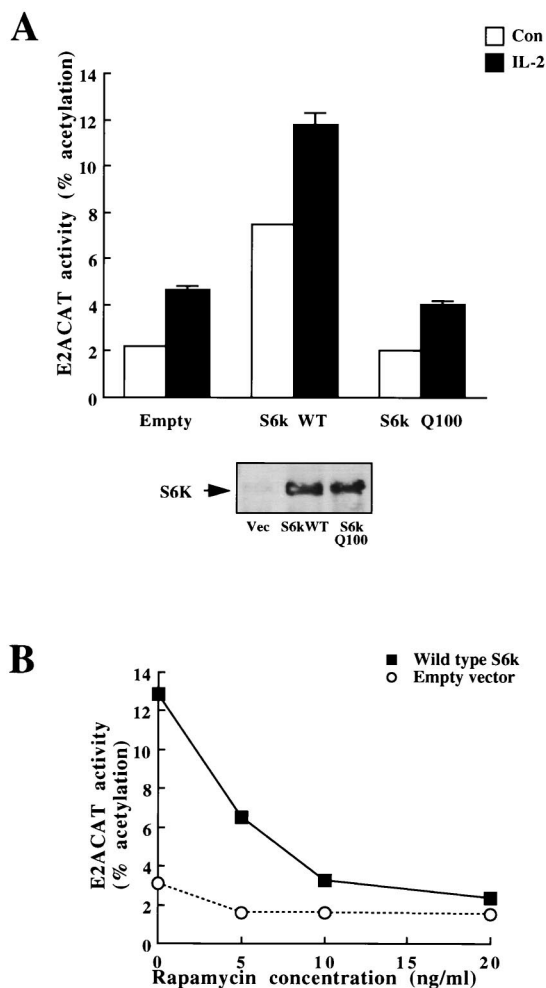 A
Con
IL-2
E2ACAT activity (% acetylation)
14
12
10
8
6
4
2
0
Empty
S6k WT
S6k Q100
S6K
Vec
S6kWT
S6k
Q100
B
Wild type S6k
Empty vector
E2ACAT activity
(% acetylation)
14
12
10
8
6
4
2
0
0
5
10
15
20
Rapamycin concentration (ng/ml)